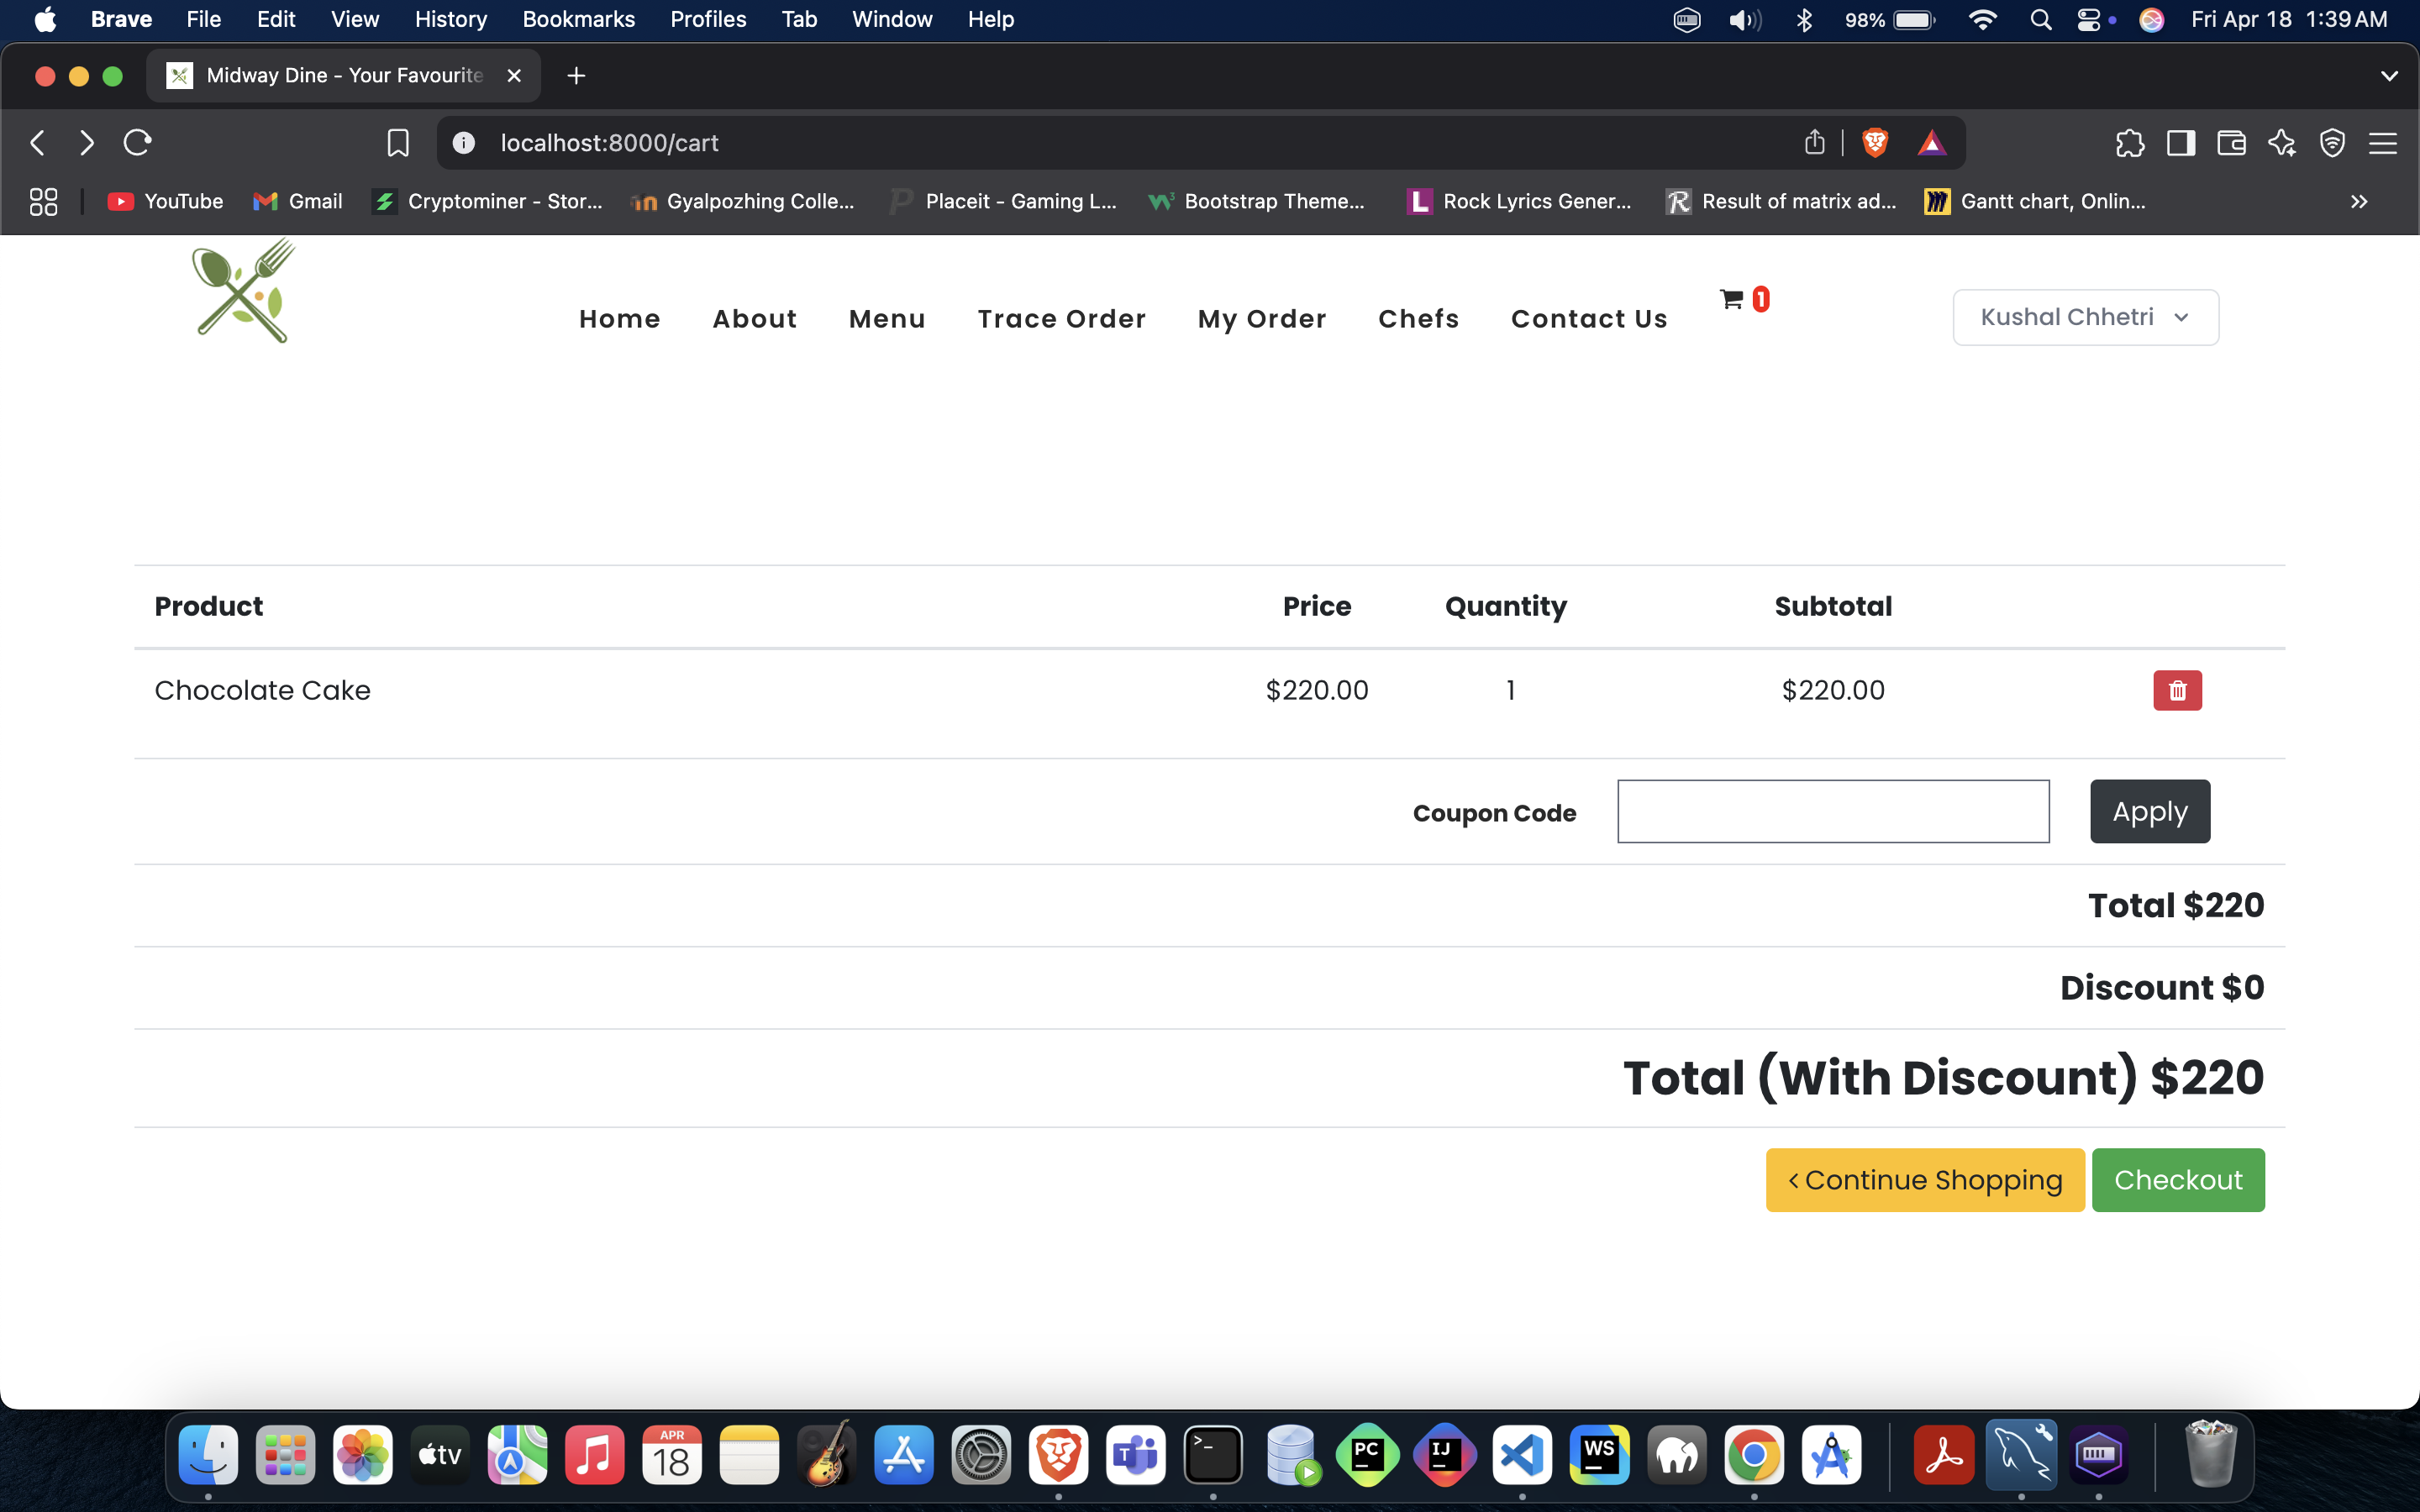 Brave File Edit View History Bookmarks Profiles Tab Window Help 98% Fri Apr 18 1:39 AM
Midway Dine - Your Favourite
localhost:8000/cart
YouTube Gmail Cryptominer - Stor... Gyalpozhing Colle... Placeit - Gaming L... Bootstrap Theme... Rock Lyrics Gener... Result of matrix ad... Gantt chart, Onlin...
Home About Menu Trace Order My Order Chefs Contact Us 1 Kushal Chhetri
Product Price Quantity Subtotal
Chocolate Cake $220.00 1 $220.00
Coupon Code Apply
Total $220
Discount $0
Total (With Discount) $220
< Continue Shopping Checkout
tv APR 18 T >_ PC IJ WS